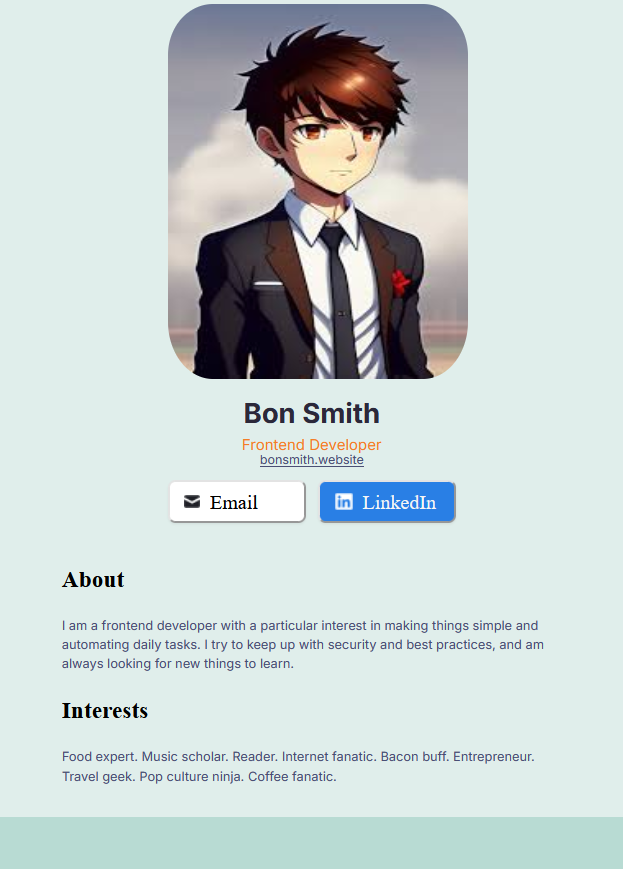 Bon Smith
Frontend Developer
bonsmith.website
Email
in LinkedIn
About
I am a frontend developer with a particular interest in making things simple and
automating daily tasks. I try to keep up with security and best practices, and am
always looking for new things to learn.
Interests
Food expert. Music scholar. Reader. Internet fanatic. Bacon buff. Entrepreneur.
Travel geek. Pop culture ninja. Coffee fanatic.